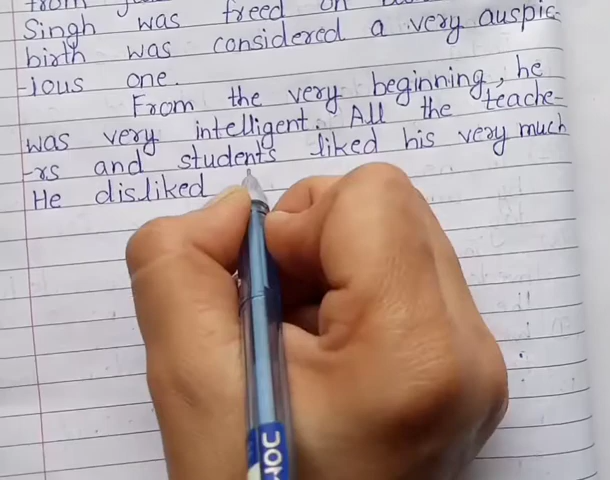 from
Singh was freed on
birth was considered a very auspic-
-ious one.
From the very beginning, he
was very intelligent. All the teache-
-rs and students liked his very much
He disliked